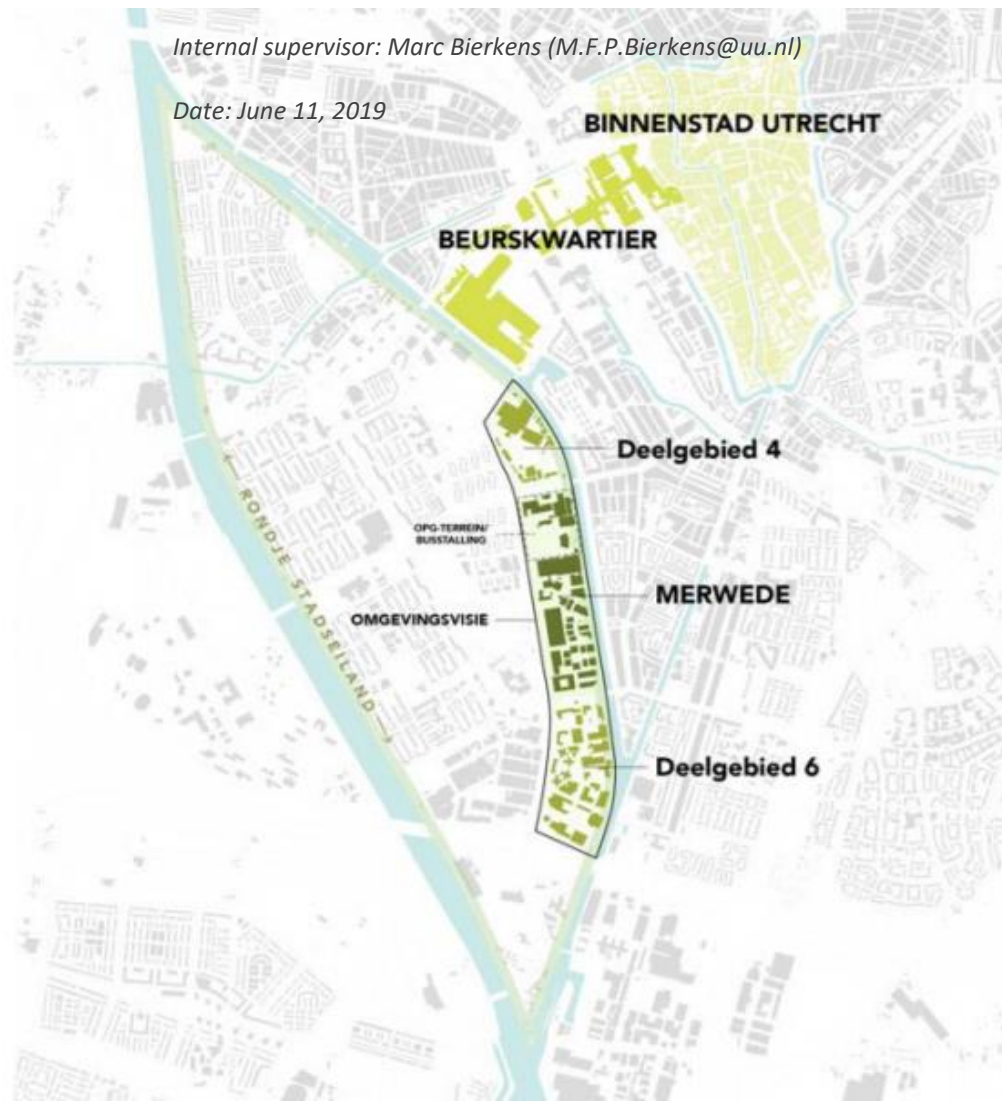 Internal supervisor: Marc Bierkens (M.F.P.Bierkens@uu.nl)
Date: June 11, 2019
BINNENSTAD UTRECHT
BEURSKWARTIER
Deelgebied 4
OPG-TERREIN/
BUSSTALLING
MERWEDE
OMGEVINGSVISIE
RONDJE STADSEILAND
Deelgebied 6